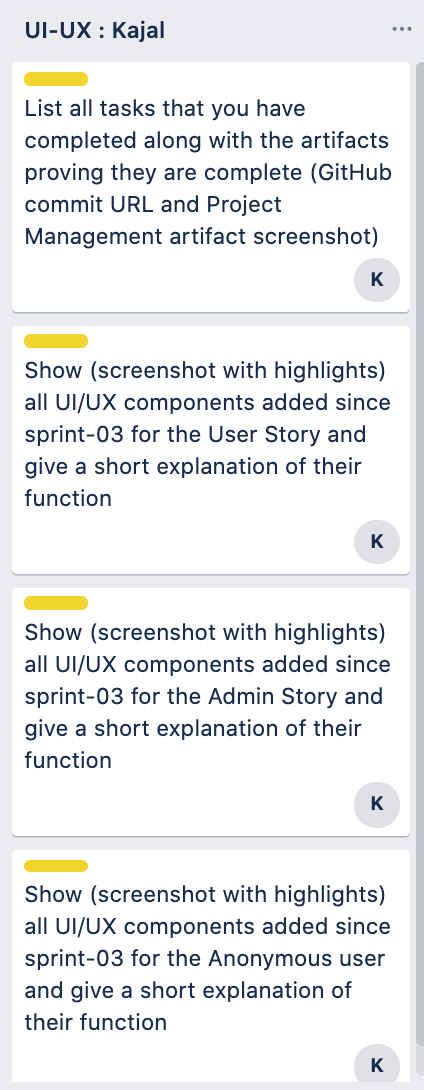 UI-UX : Kajal
List all tasks that you have
completed along with the artifacts
proving they are complete (GitHub
commit URL and Project
Management artifact screenshot)
K
Show (screenshot with highlights)
all UI/UX components added since
sprint-03 for the User Story and
give a short explanation of their
function
K
Show (screenshot with highlights)
all UI/UX components added since
sprint-03 for the Admin Story and
give a short explanation of their
function
K
Show (screenshot with highlights)
all UI/UX components added since
sprint-03 for the Anonymous user
and give a short explanation of
their function
K